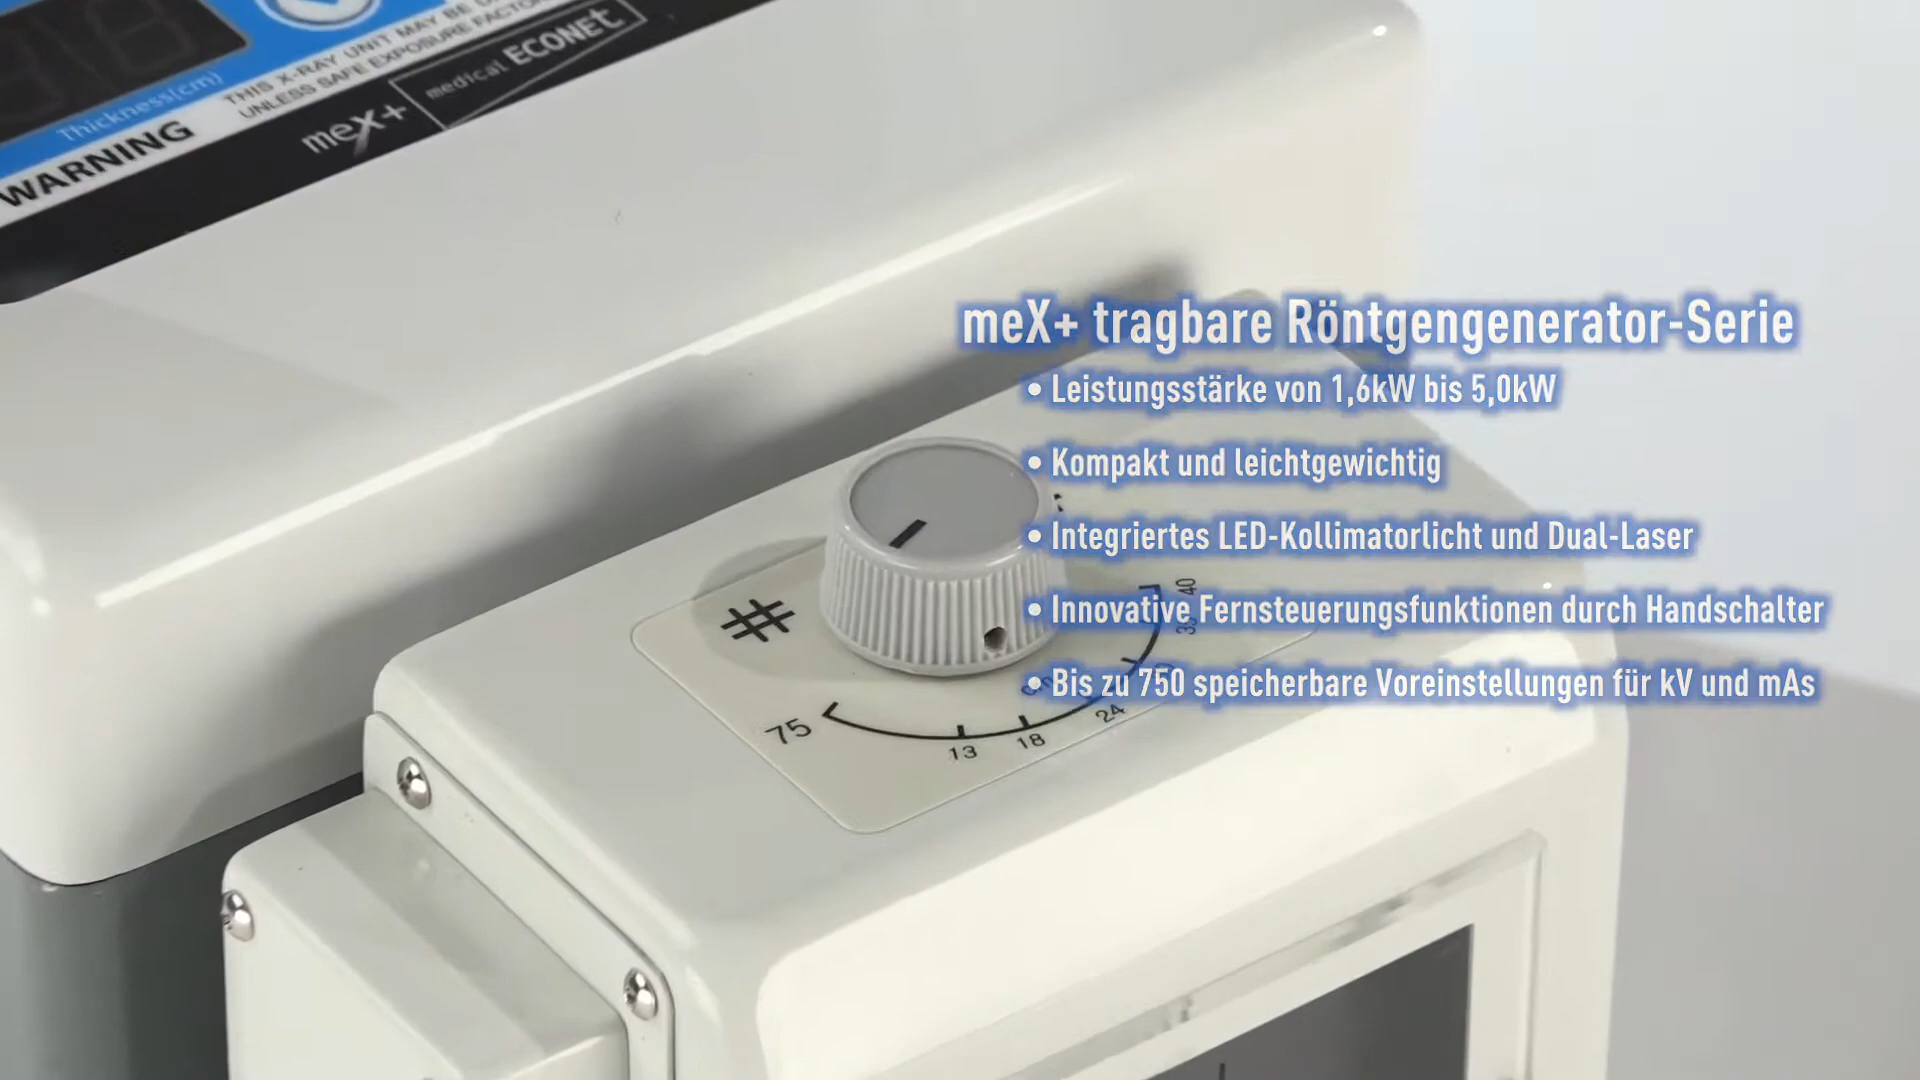 Thickness(cm)
WARNING
THIS X-RAY UNIT MAY BE
UNLESS SAFE EXPOSURE FACTOR
meX+ medical ECONET
meX+ tragbare Röntgengenerator-Serie
• Leistungsstärke von 1,6kW bis 5,0kW
• Kompakt und leichtgewichtig
• Integriertes LED-Kollimatorlicht und Dual-Laser
• Innovative Fernsteuerungsfunktionen durch Handschalter
• Bis zu 750 speicherbare Voreinstellungen für kV und mAs
75
13
18
24
40